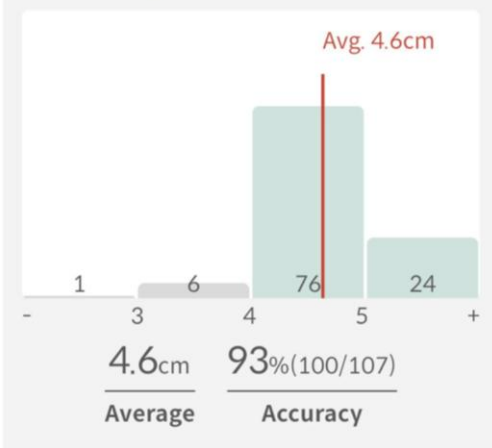 Avg. 4.6cm
1 6 76 24
- 3 4 5 +
4.6cm 93%(100/107)
Average Accuracy